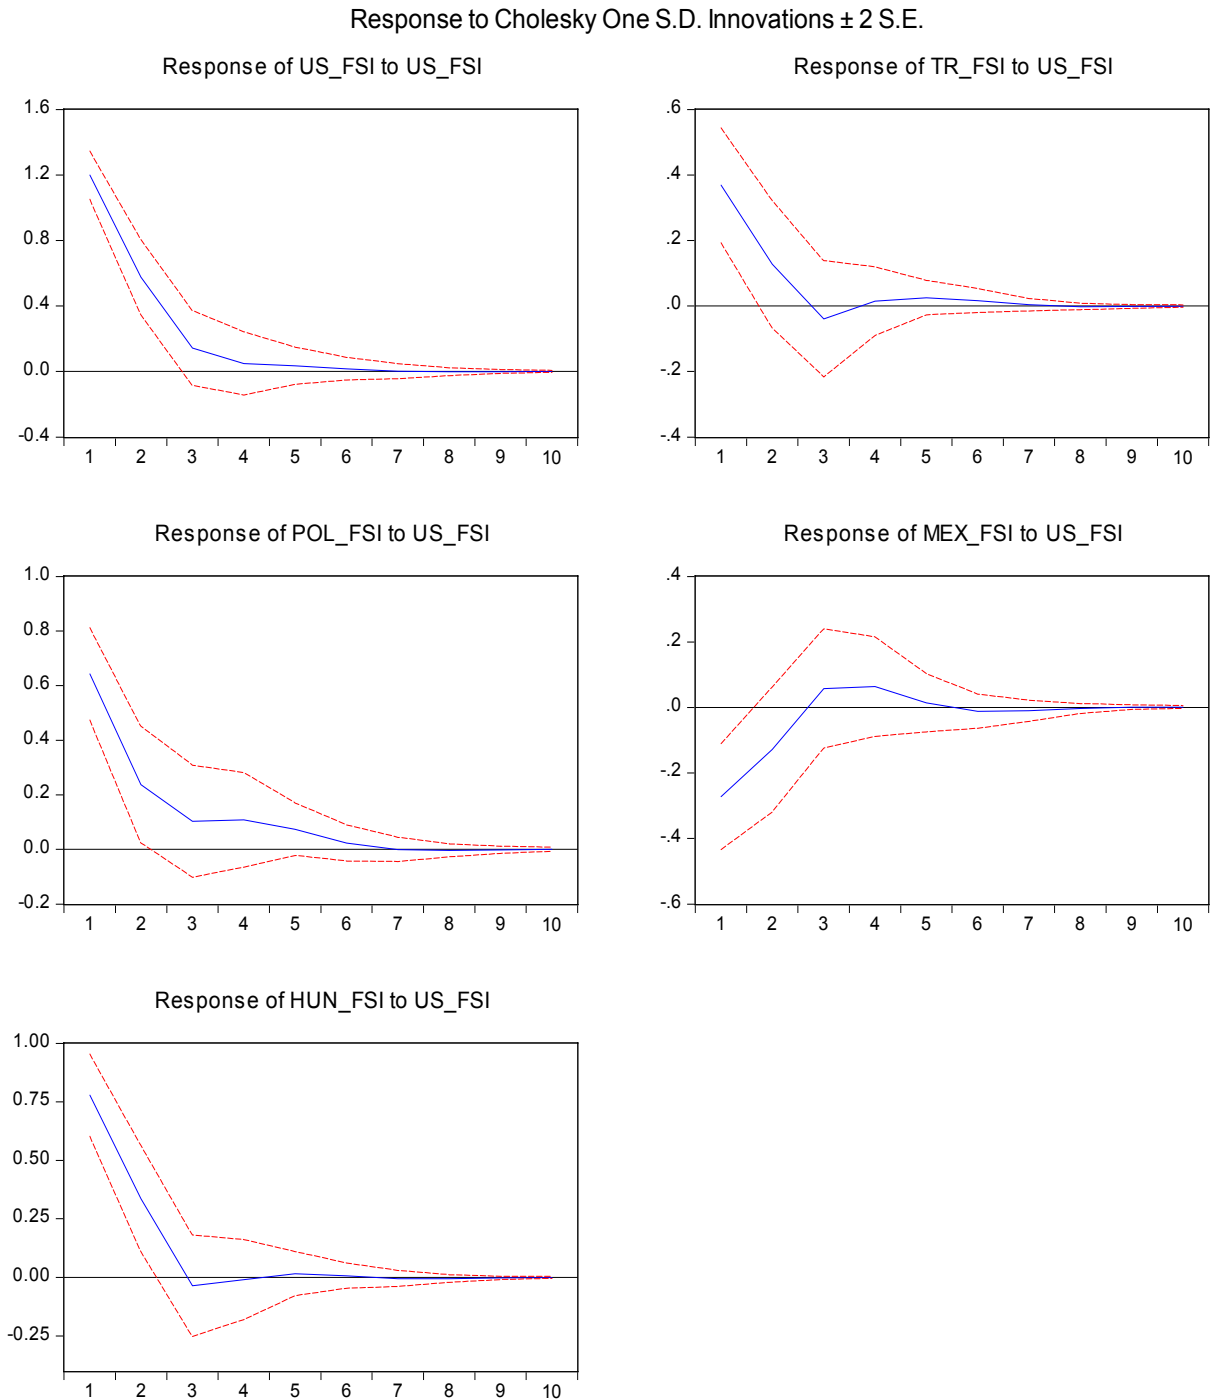 Response to Cholesky One S.D. Innovations ± 2 S.E.
Response of US_FSI to US_FSI
1.6
1.2
0.8
0.4
0.0
-0.4
1 2 3 4 5 6 7 8 9 10
Response of TR_FSI to US_FSI
.6
.4
.2
.0
-.2
-.4
1 2 3 4 5 6 7 8 9 10
Response of POL_FSI to US_FSI
1.0
0.8
0.6
0.4
0.2
0.0
-0.2
1 2 3 4 5 6 7 8 9 10
Response of MEX_FSI to US_FSI
.4
.2
.0
-.2
-.4
-.6
1 2 3 4 5 6 7 8 9 10
Response of HUN_FSI to US_FSI
1.00
0.75
0.50
0.25
0.00
-0.25
1 2 3 4 5 6 7 8 9 10